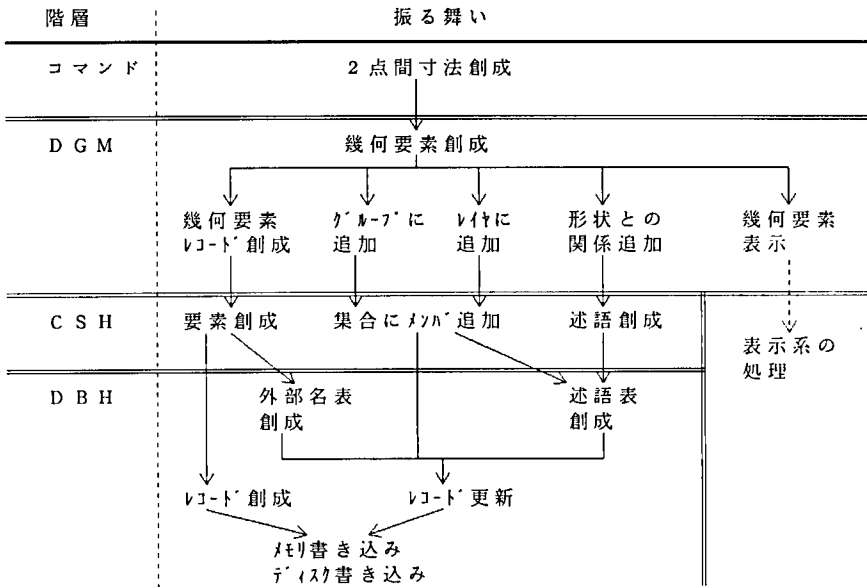 階層 振る舞い
コマンド 2点間寸法創成
DGM 幾何要素創成
幾何要素 ｸﾞﾙｰﾌﾟに ﾚｲﾔに 形状との 幾何要素
ﾚｺｰﾄﾞ創成 追加 追加 関係追加 表示
CSH 要素創成 集合にﾒﾝﾊﾞ追加 述語創成
表示系の
処理
DBH 外部名表 述語表
創成 創成
ﾚｺｰﾄﾞ創成 ﾚｺｰﾄﾞ更新
ﾒﾓﾘ書き込み
ﾃﾞｨｽｸ書き込み